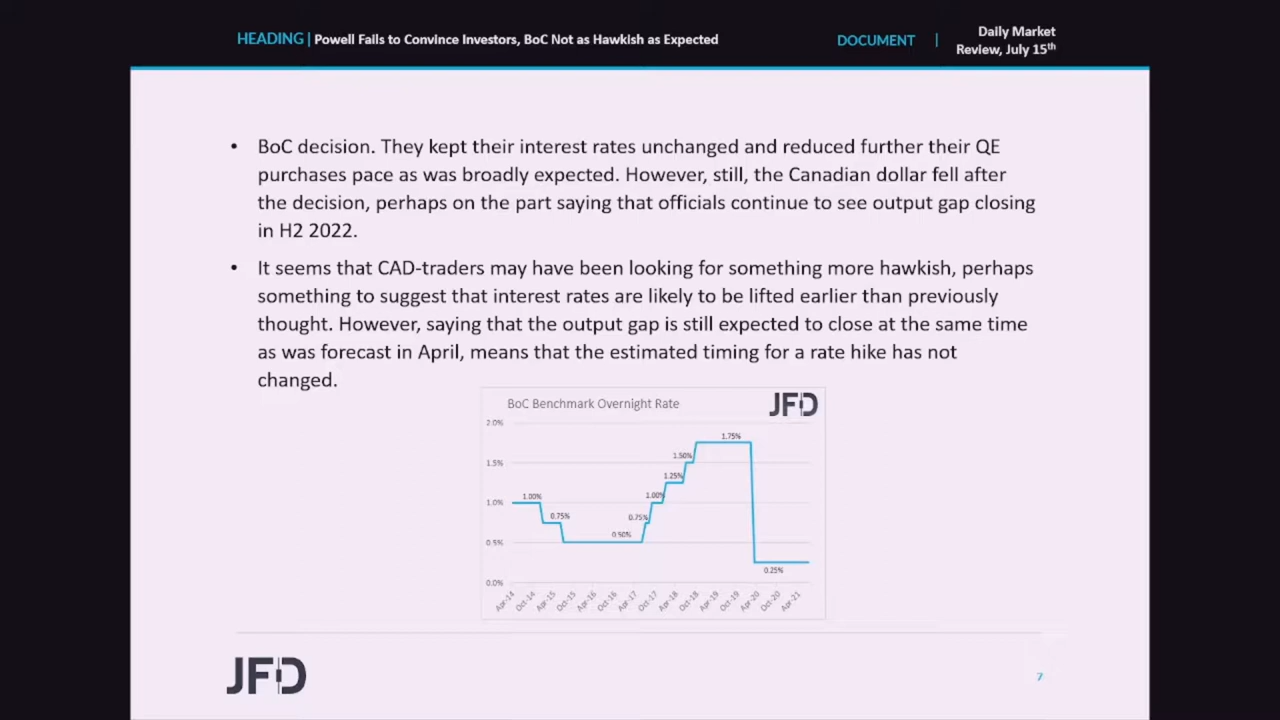 HEADING | Powell Fails to Convince Investors, BoC Not as Hawkish as Expected
DOCUMENT | Daily Market
Review, July 15th
• BoC decision. They kept their interest rates unchanged and reduced further their QE
purchases pace as was broadly expected. However, still, the Canadian dollar fell after
the decision, perhaps on the part saying that officials continue to see output gap closing
in H2 2022.
• It seems that CAD-traders may have been looking for something more hawkish, perhaps
something to suggest that interest rates are likely to be lifted earlier than previously
thought. However, saying that the output gap is still expected to close at the same time
as was forecast in April, means that the estimated timing for a rate hike has not
changed.
BoC Benchmark Overnight Rate
JFD
2.0%
1.75%
1.5%
1.50%
1.25%
1.0%
1.00%
1.00%
0.75%
0.75%
0.5%
0.50%
0.25%
0.0%
Apr-14 Oct-14 Apr-15 Oct-15 Apr-16 Oct-16 Apr-17 Oct-17 Apr-18 Oct-18 Apr-19 Oct-19 Apr-20 Oct-20 Apr-21
JFD
7